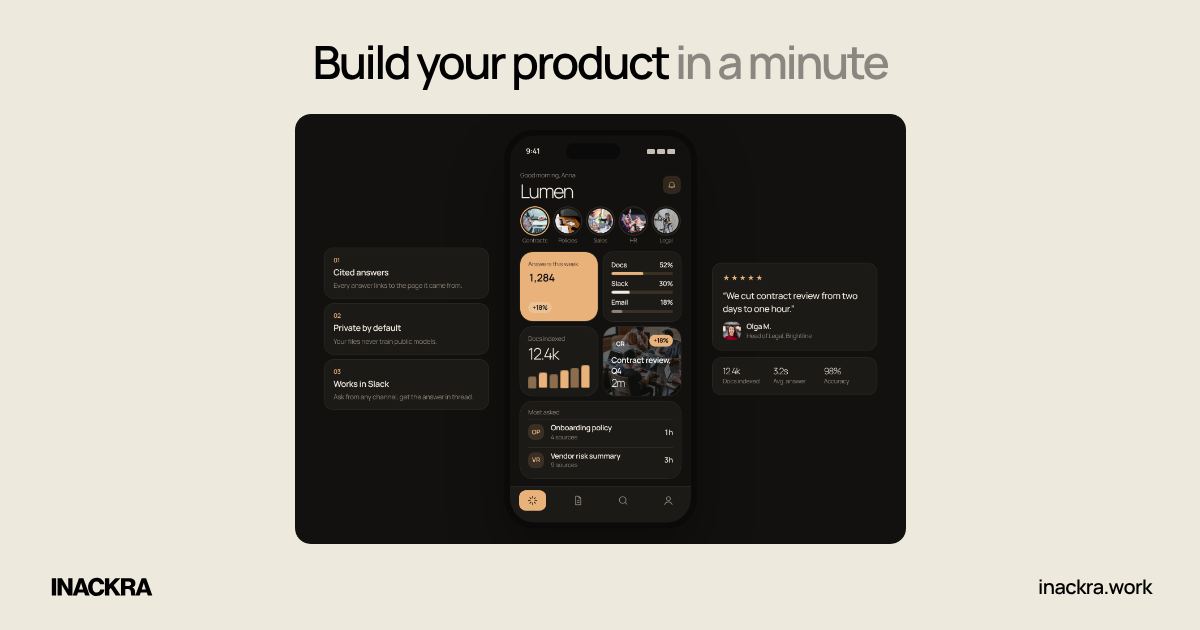 Build your product in a minute
9:41
Good morning, Anna
Lumen
Contracts Policies Sales HR Legal
Answers this week
1,284
+18%
Docs 52%
Slack 30%
Email 18%
Docs indexed
12.4k
CR +18%
Contract review,
Q4
2m
Most asked
OP Onboarding policy 1h
4 sources
VR Vendor risk summary 3h
9 sources
01
Cited answers
Every answer links to the page it came from.
02
Private by default
Your files never train public models.
03
Works in Slack
Ask from any channel, get the answer in thread.
★★★★★
“We cut contract review from two
days to one hour.”
Olga M.
Head of Legal, Brightline
12.4k 3.2s 98%
Docs indexed Avg. answer Accuracy
INACKRA
inackra.work